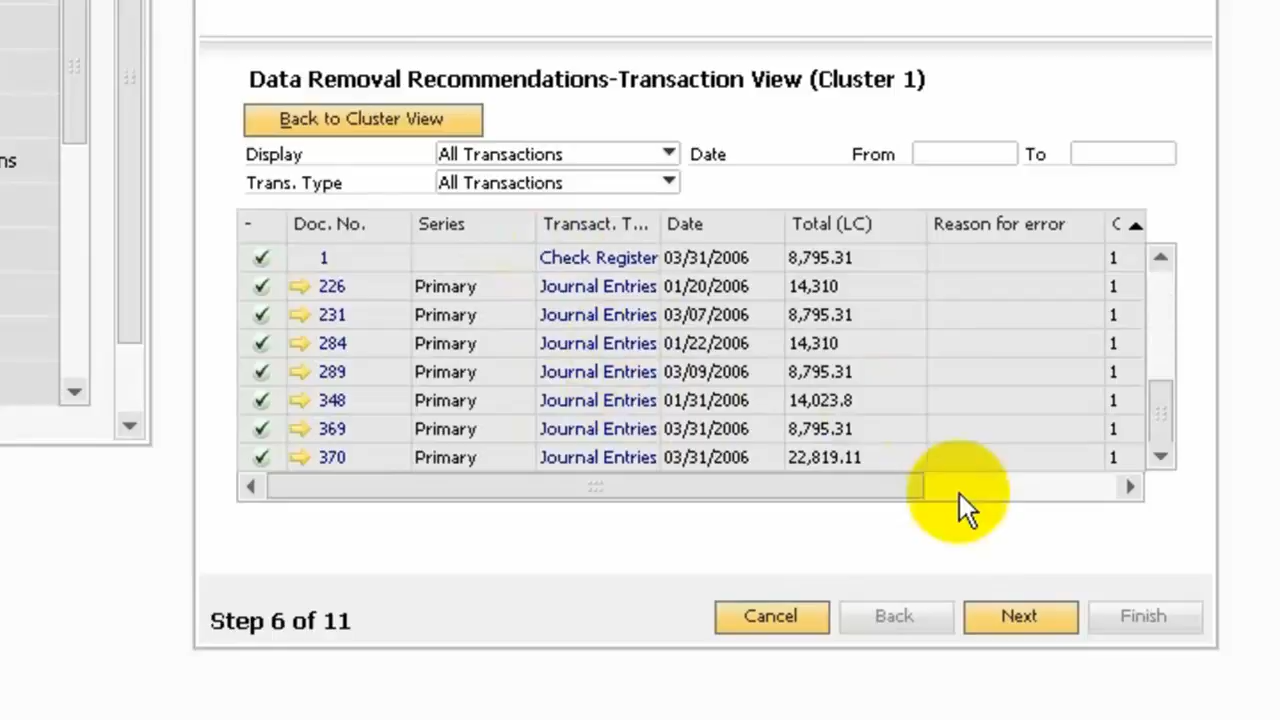 ns
Data Removal Recommendations-Transaction View (Cluster 1)
Back to Cluster View
Display All Transactions Date From To
Trans. Type All Transactions
- Doc. No. Series Transact. T... Date Total (LC) Reason for error C
1 Check Register 03/31/2006 8,795.31 1
226 Primary Journal Entries 01/20/2006 14,310 1
231 Primary Journal Entries 03/07/2006 8,795.31 1
284 Primary Journal Entries 01/22/2006 14,310 1
289 Primary Journal Entries 03/09/2006 8,795.31 1
348 Primary Journal Entries 01/31/2006 14,023.8 1
369 Primary Journal Entries 03/31/2006 8,795.31 1
370 Primary Journal Entries 03/31/2006 22,819.11 1
Step 6 of 11 Cancel Back Next Finish